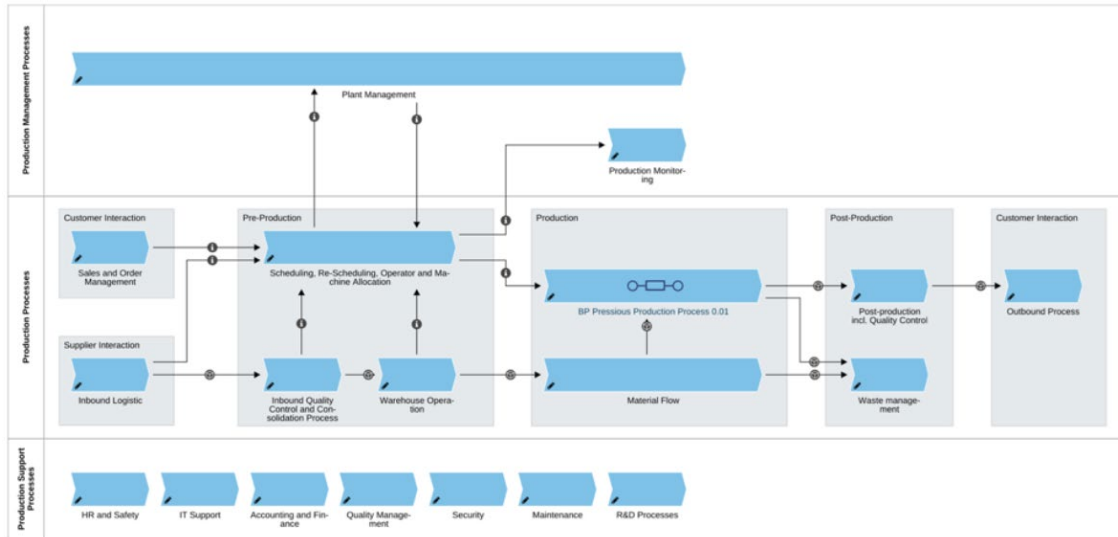 Production Management Processes
Plant Management
Production Monitor-
ing
Production Processes
Customer Interaction
Sales and Order
Management
Supplier Interaction
Inbound Logistic
Pre-Production
Scheduling, Re-Scheduling, Operator and Ma-
chine Allocation
Inbound Quality
Control and Con-
solidation Process
Warehouse Opera-
tion
Production
BP Pressious Production Process 0.01
Material Flow
Post-Production
Post-production
incl. Quality Control
Waste manage-
ment
Customer Interaction
Outbound Process
Production Support
Processes
HR and Safety
IT Support
Accounting and Fin-
ance
Quality Manage-
ment
Security
Maintenance
R&D Processes